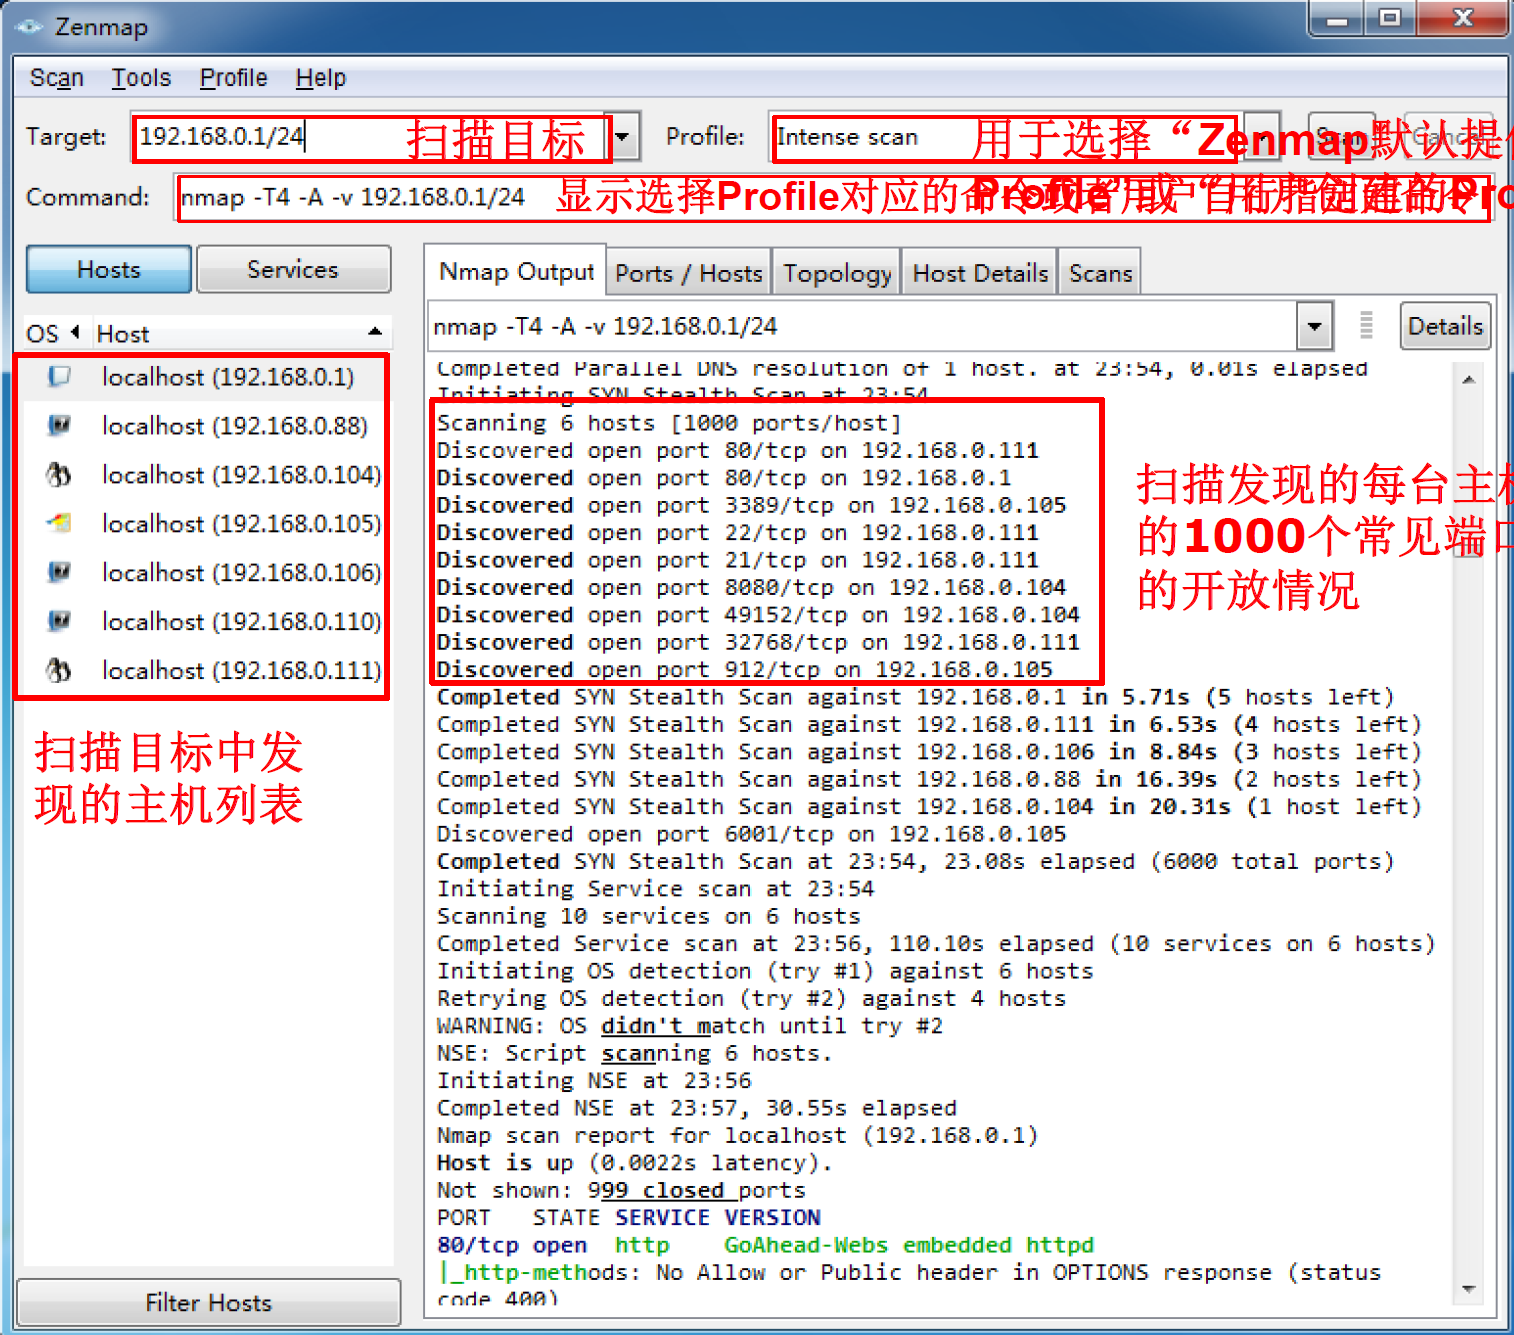 Zenmap
Scan Tools Profile Help
Target: 192.168.0.1/24 扫描目标 Profile: Intense scan 用于选择“Zenmap默认提
Command: nmap -T4 -A -v 192.168.0.1/24 显示选择Profile对应的命令或者用户自行指定的命令
Profile”或“用户创建的Pro
Hosts Services
Nmap Output Ports / Hosts Topology Host Details Scans
OS Host
nmap -T4 -A -v 192.168.0.1/24 Details
localhost (192.168.0.1)
localhost (192.168.0.88)
localhost (192.168.0.104)
localhost (192.168.0.105)
localhost (192.168.0.106)
localhost (192.168.0.110)
localhost (192.168.0.111)
扫描目标中发
现的主机列表
Filter Hosts
Completed Parallel DNS resolution of 1 host. at 23:54, 0.01s elapsed
Initiating SYN Stealth Scan at 23:54
Scanning 6 hosts [1000 ports/host]
Discovered open port 80/tcp on 192.168.0.111
Discovered open port 80/tcp on 192.168.0.1
Discovered open port 3389/tcp on 192.168.0.105
Discovered open port 22/tcp on 192.168.0.111
Discovered open port 21/tcp on 192.168.0.111
Discovered open port 8080/tcp on 192.168.0.104
Discovered open port 49152/tcp on 192.168.0.104
Discovered open port 32768/tcp on 192.168.0.111
Discovered open port 912/tcp on 192.168.0.105
扫描发现的每台主机
的1000个常见端口
的开放情况
Completed SYN Stealth Scan against 192.168.0.1 in 5.71s (5 hosts left)
Completed SYN Stealth Scan against 192.168.0.111 in 6.53s (4 hosts left)
Completed SYN Stealth Scan against 192.168.0.106 in 8.84s (3 hosts left)
Completed SYN Stealth Scan against 192.168.0.88 in 16.39s (2 hosts left)
Completed SYN Stealth Scan against 192.168.0.104 in 20.31s (1 host left)
Discovered open port 6001/tcp on 192.168.0.105
Completed SYN Stealth Scan at 23:54, 23.08s elapsed (6000 total ports)
Initiating Service scan at 23:54
Scanning 10 services on 6 hosts
Completed Service scan at 23:56, 110.10s elapsed (10 services on 6 hosts)
Initiating OS detection (try #1) against 6 hosts
Retrying OS detection (try #2) against 4 hosts
WARNING: OS didn't match until try #2
NSE: Script scanning 6 hosts.
Initiating NSE at 23:56
Completed NSE at 23:57, 30.55s elapsed
Nmap scan report for localhost (192.168.0.1)
Host is up (0.0022s latency).
Not shown: 999 closed ports
PORT STATE SERVICE VERSION
80/tcp open http GoAhead-Webs embedded httpd
|_http-methods: No Allow or Public header in OPTIONS response (status
code 400)